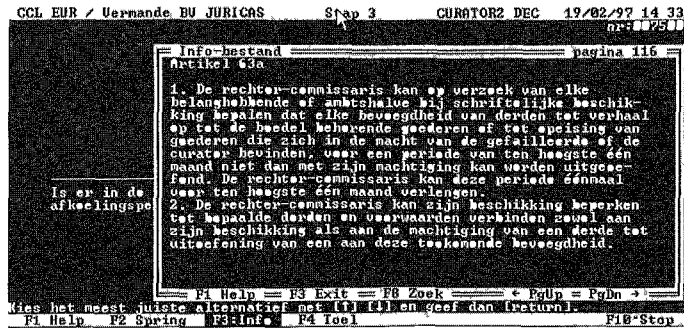 CCL EUR / Vermande BV JURICAS Stap 3 CURATOR2 DEC 19/02/97 14 33
Info-bestand pagina 116
Artikel 63a
1. De rechter-commissaris kan op verzoek van elke
belanghebbende of ambtshalve bij schriftelijke beschik-
king bepalen dat elke bevoegdheid van derden tot verhaal
op tot de boedel behorende goederen of tot opeising van
goederen die zich in de macht van de gefailleerde of de
curator bevinden, voor een periode van ten hoogste één
maand niet dan met zijn machtiging kan worden uitgeoe-
fend. De rechter-commissaris kan deze periode éénmaal
voor ten hoogste één maand verlengen.
2. De rechter-commissaris kan zijn beschikking beperken
tot bepaalde derden en voorwaarden verbinden zowel aan
zijn beschikking als aan de machtiging van een derde tot
uitoefening van een aan deze toekomende bevoegdheid.
Is er in de
afkoelingspe
F1 Help F3 Exit F8 Zoek ← PgUp = PgDn →
Kies het meest juiste alternatief met [↑] [↓] en geef dan [return].
F1 Help F2 Spring F3:Info F4 Toel F10=Stop